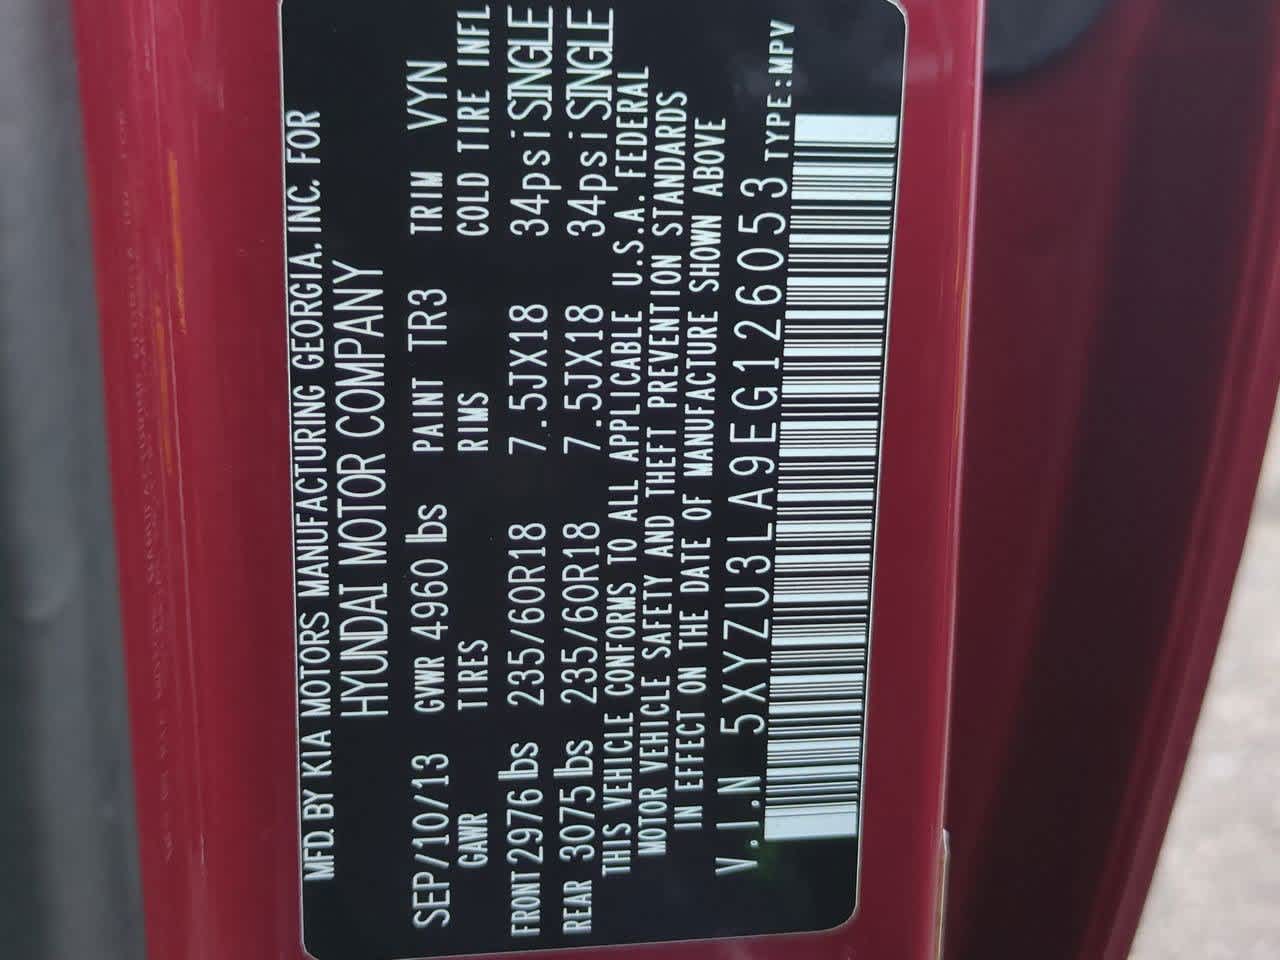 MFD. BY KIA MOTORS MANUFACTURING GEORGIA, INC. FOR
HYUNDAI MOTOR COMPANY
SEP/10/13 GVWR 4960 lbs PAINT TR3 TRIM VYN
GAWR TIRES RIMS COLD TIRE INFL
FRONT 2976 lbs 235/60R18 7.5JX18 34psi SINGLE
REAR 3075 lbs 235/60R18 7.5JX18 34psi SINGLE
THIS VEHICLE CONFORMS TO ALL APPLICABLE U.S.A. FEDERAL
MOTOR VEHICLE SAFETY AND THEFT PREVENTION STANDARDS
IN EFFECT ON THE DATE OF MANUFACTURE SHOWN ABOVE
V.I.N 5XYZU3LA9EG126053 TYPE:MPV